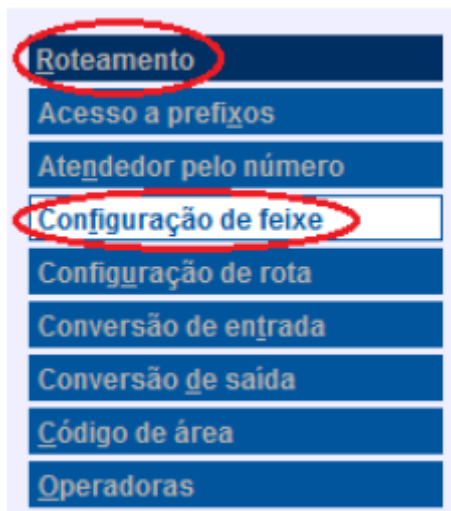 Roteamento
Acesso a prefixos
Atendedor pelo número
Configuração de feixe
Configuração de rota
Conversão de entrada
Conversão de saída
Código de área
Operadoras